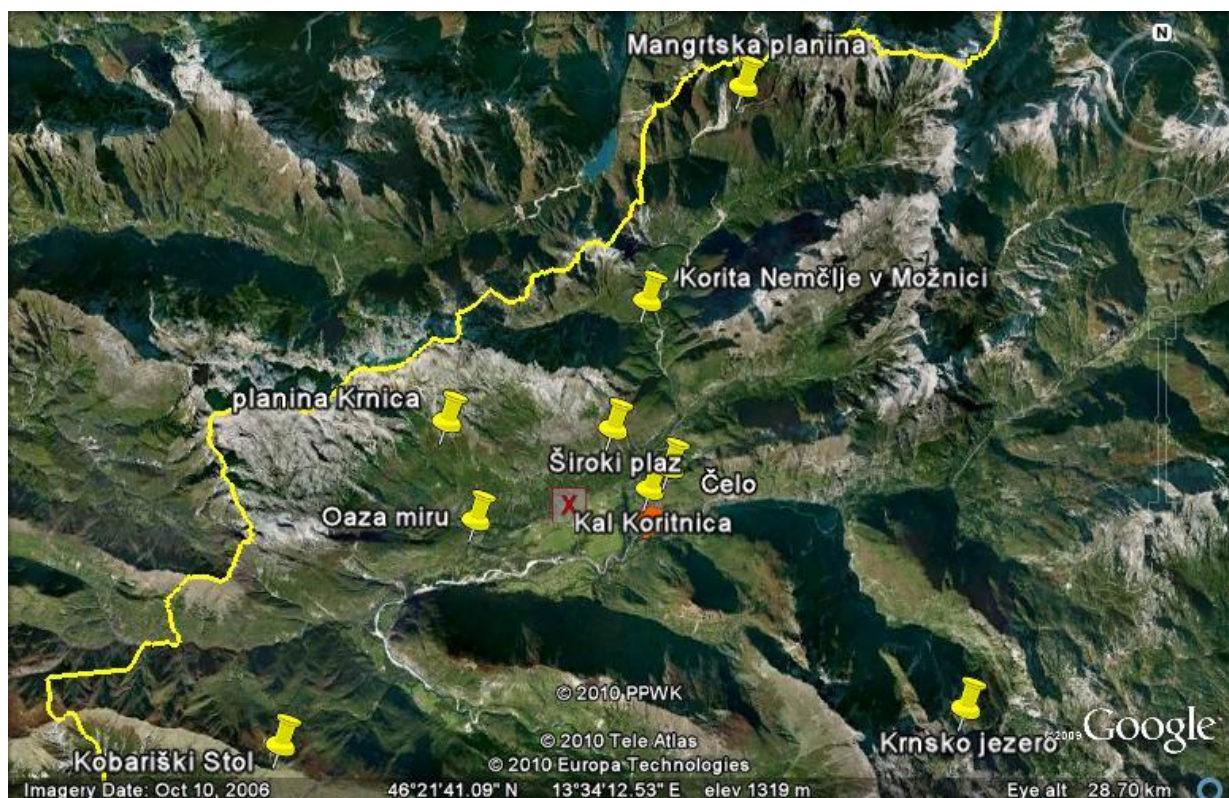 Mangrtska planina
N
Korita Nemčlje v Možnici
planina Krnica
Široki plaz
Čelo
Oaza miru
X
Kal Koritnica
© 2010 PPWK
Krnsko jezero
©2009 Google
© 2010 Tele Atlas
Kobariški Stol
© 2010 Europa Technologies
Imagery Date: Oct 10, 2006 46°21'41.09" N 13°34'12.53" E elev 1319 m Eye alt 28.70 km